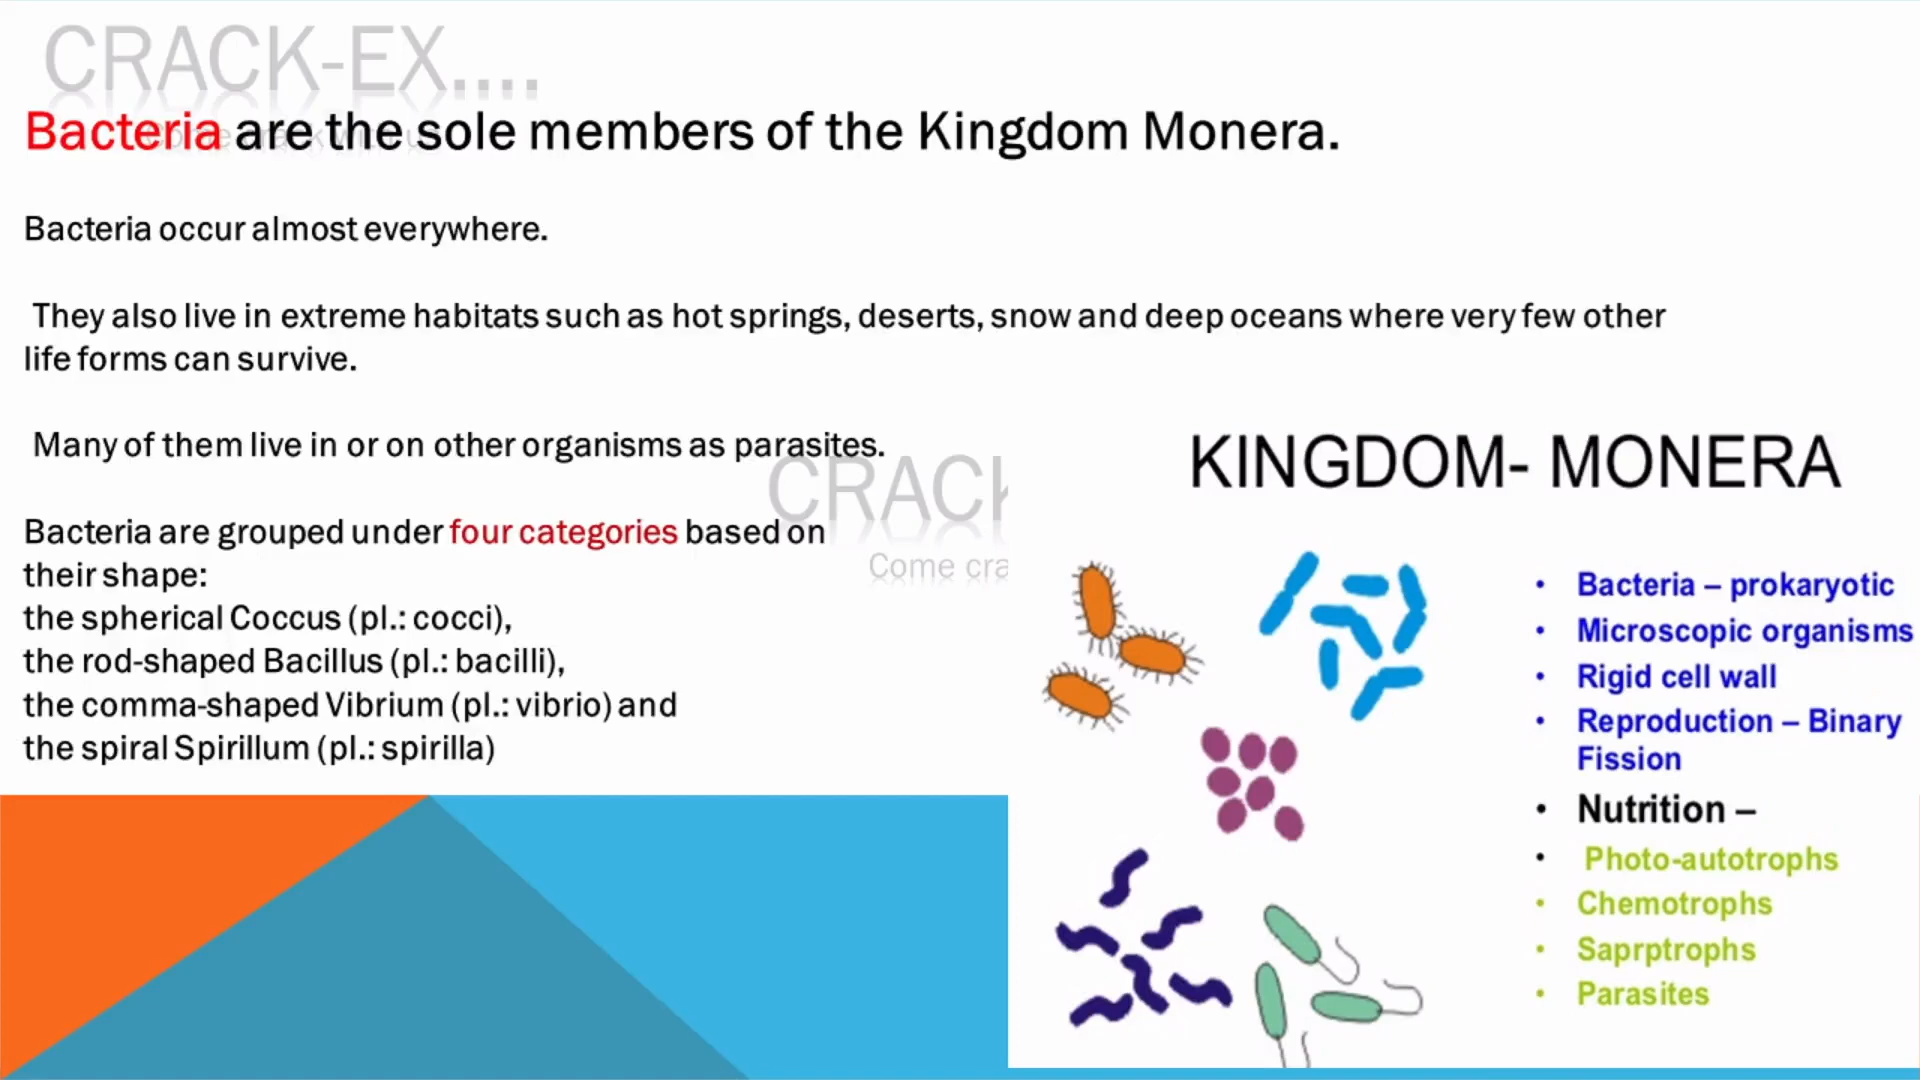 CRACK-EX....
Bacteria are the sole members of the Kingdom Monera.
Bacteria occur almost everywhere.
They also live in extreme habitats such as hot springs, deserts, snow and deep oceans where very few other
life forms can survive.
Many of them live in or on other organisms as parasites.
CRACK
Bacteria are grouped under four categories based on
Come cra
their shape:
the spherical Coccus (pl.: cocci),
the rod-shaped Bacillus (pl.: bacilli),
the comma-shaped Vibrium (pl.: vibrio) and
the spiral Spirillum (pl.: spirilla)
KINGDOM- MONERA
• Bacteria – prokaryotic
• Microscopic organisms
• Rigid cell wall
• Reproduction – Binary
Fission
• Nutrition –
• Photo-autotrophs
• Chemotrophs
• Saprptrophs
• Parasites